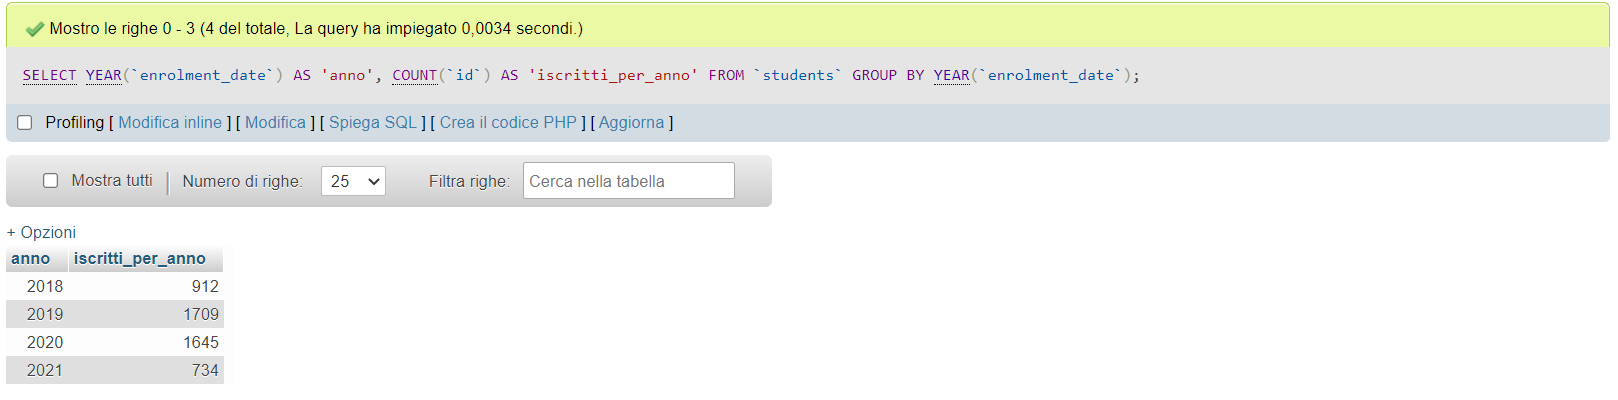 Mostro le righe 0 - 3 (4 del totale, La query ha impiegato 0,0034 secondi.)
SELECT YEAR(`enrolment_date`) AS 'anno', COUNT(`id`) AS 'iscritti_per_anno' FROM `students` GROUP BY YEAR(`enrolment_date`);
Profiling [ Modifica inline ] [ Modifica ] [ Spiega SQL ] [ Crea il codice PHP ] [ Aggiorna ]
Mostra tutti | Numero di righe: 25 Filtra righe: Cerca nella tabella
+ Opzioni
anno iscritti_per_anno
2018 912
2019 1709
2020 1645
2021 734